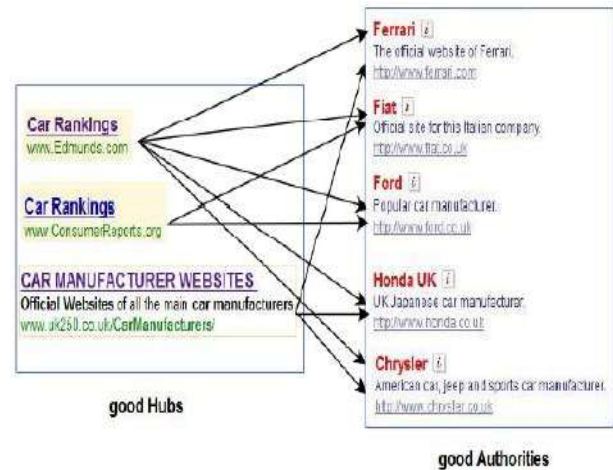 Car Rankings
www.Edmunds.com
Car Rankings
www.ConsumerReports.org
CAR MANUFACTURER WEBSITES
Official Websites of all the main car manufacturers
www.uk250.co.uk/CarManufacturers/
good Hubs
Ferrari i
The official website of Ferrari.
http://www.ferrari.com
Fiat i
Official site for this Italian company.
http://www.fiat.co.uk
Ford i
Popular car manufacturer.
http://www.ford.co.uk
Honda UK i
UK Japanese car manufacturer.
http://www.honda.co.uk
Chrysler i
American car, jeep and sports car manufacturer.
http://www.chrysler.co.uk
good Authorities